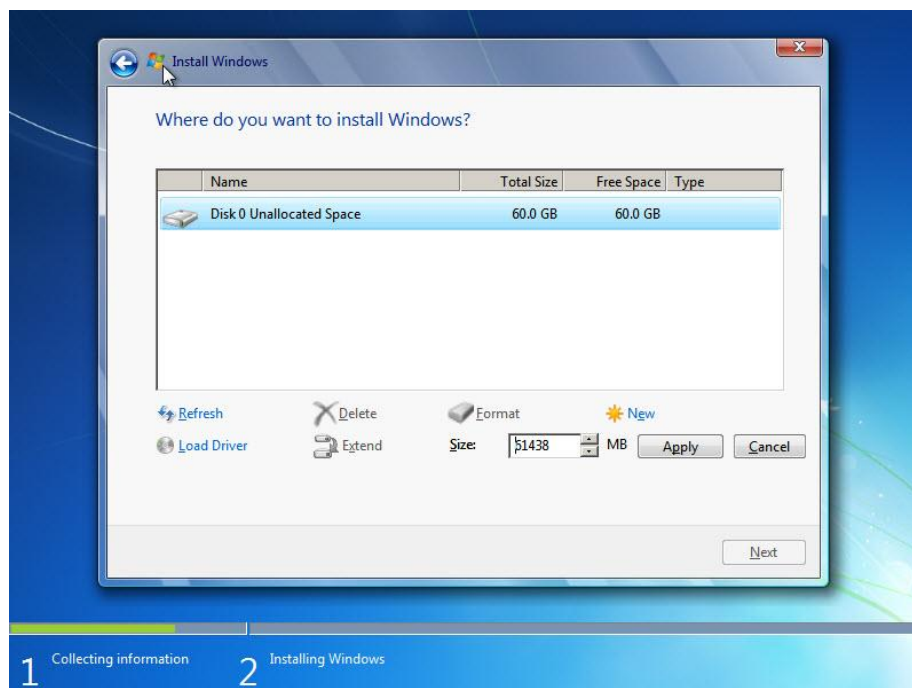 Install Windows
Where do you want to install Windows?
Name Total Size Free Space Type
Disk 0 Unallocated Space 60.0 GB 60.0 GB
Refresh Delete Format New
Load Driver Extend Size: 51438 MB Apply Cancel
Next
1 Collecting information 2 Installing Windows